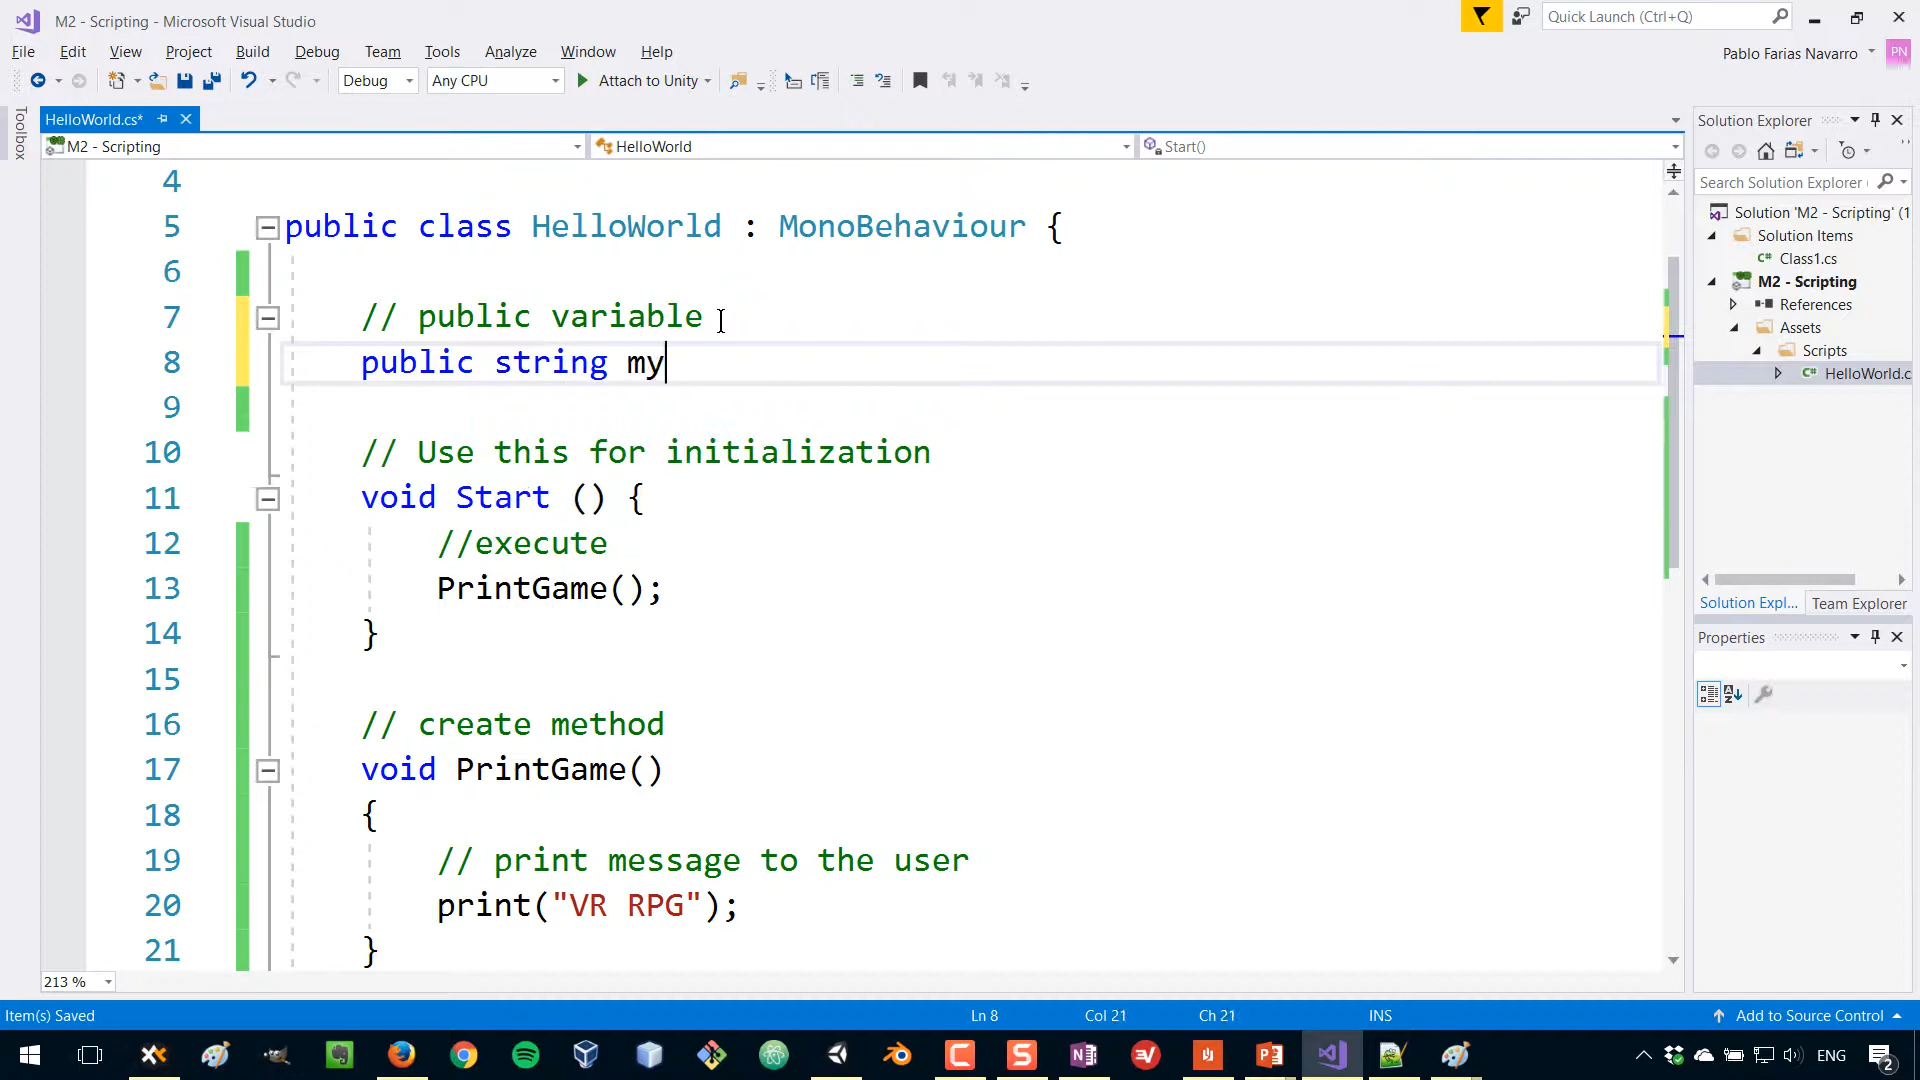 M2 - Scripting - Microsoft Visual Studio
Quick Launch (Ctrl+Q)
File Edit View Project Build Debug Team Tools Analyze Window Help
Pablo Farias Navarro PN
Debug Any CPU Attach to Unity
Toolbox
HelloWorld.cs*
M2 - Scripting HelloWorld Start()
4
5 public class HelloWorld : MonoBehaviour {
6
7 // public variable
8 public string my
9
10 // Use this for initialization
11 void Start () {
12 //execute
13 PrintGame();
14 }
15
16 // create method
17 void PrintGame()
18 {
19 // print message to the user
20 print("VR RPG");
21 }
213 %
Solution Explorer
Search Solution Explorer (
Solution 'M2 - Scripting' (1
Solution Items
C# Class1.cs
M2 - Scripting
References
Assets
Scripts
C# HelloWorld.c
Solution Expl... Team Explorer
Properties
Item(s) Saved Ln 8 Col 21 Ch 21 INS Add to Source Control
ENG 2